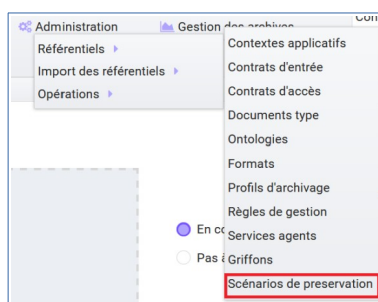 Administration
Gestion des archives
Référentiels
Import des référentiels
Opérations
Contextes applicatifs
Contrats d'entrée
Contrats d'accès
Documents type
Ontologies
Formats
Profils d'archivage
Règles de gestion
Services agents
Griffons
Scénarios de preservation
En
Pas